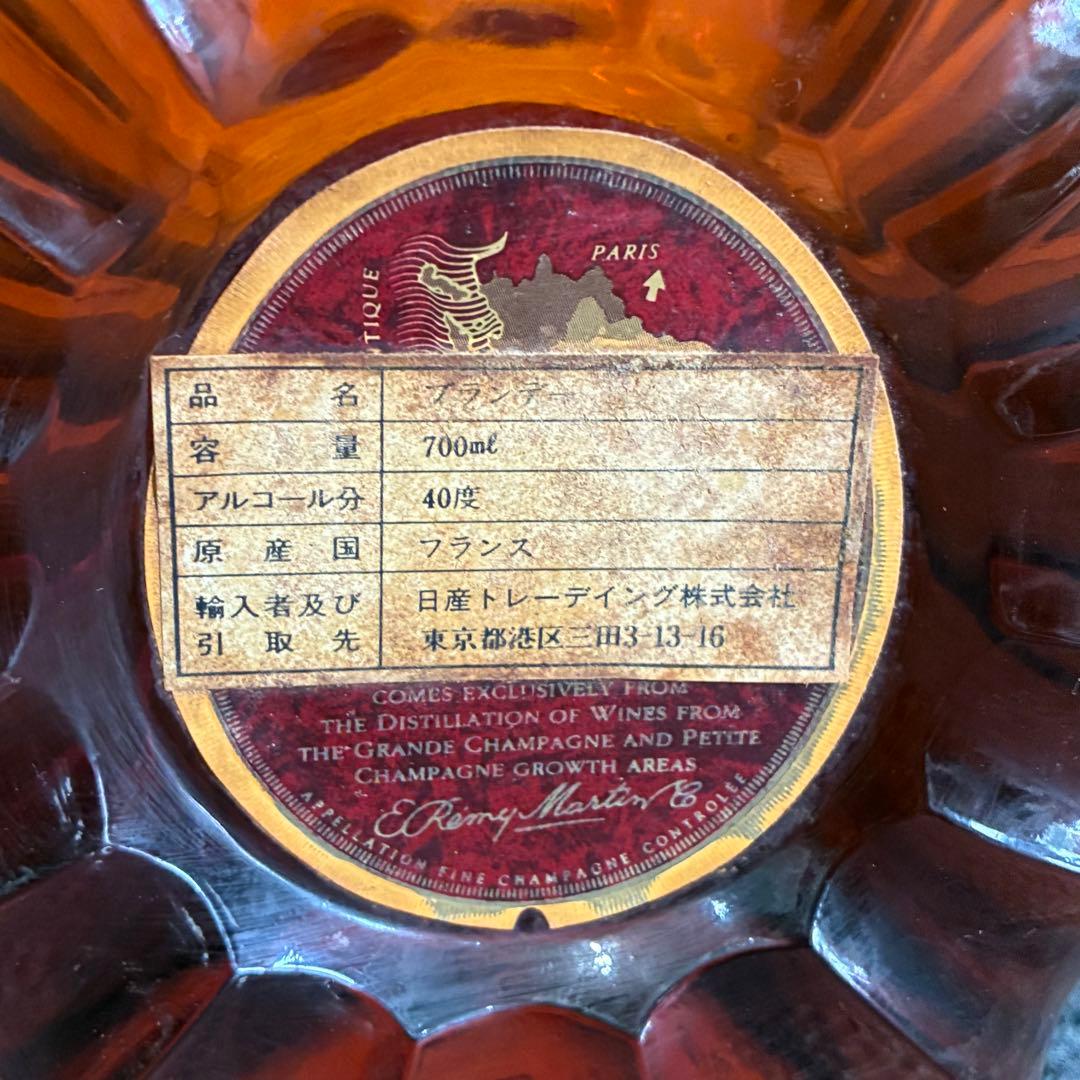 PARIS
TIQUE
品名 ブランデー
容量 700mℓ
アルコール分 40度
原産国 フランス
輸入者及び 日産トレーデイング株式会社
引取先 東京都港区三田3-13-16
COMES EXCLUSIVELY FROM
THE DISTILLATION OF WINES FROM
THE GRANDE CHAMPAGNE AND PETITE
CHAMPAGNE GROWTH AREAS
E. Rémy Martin & C
APPELLATION FINE CHAMPAGNE CONTROLÉE